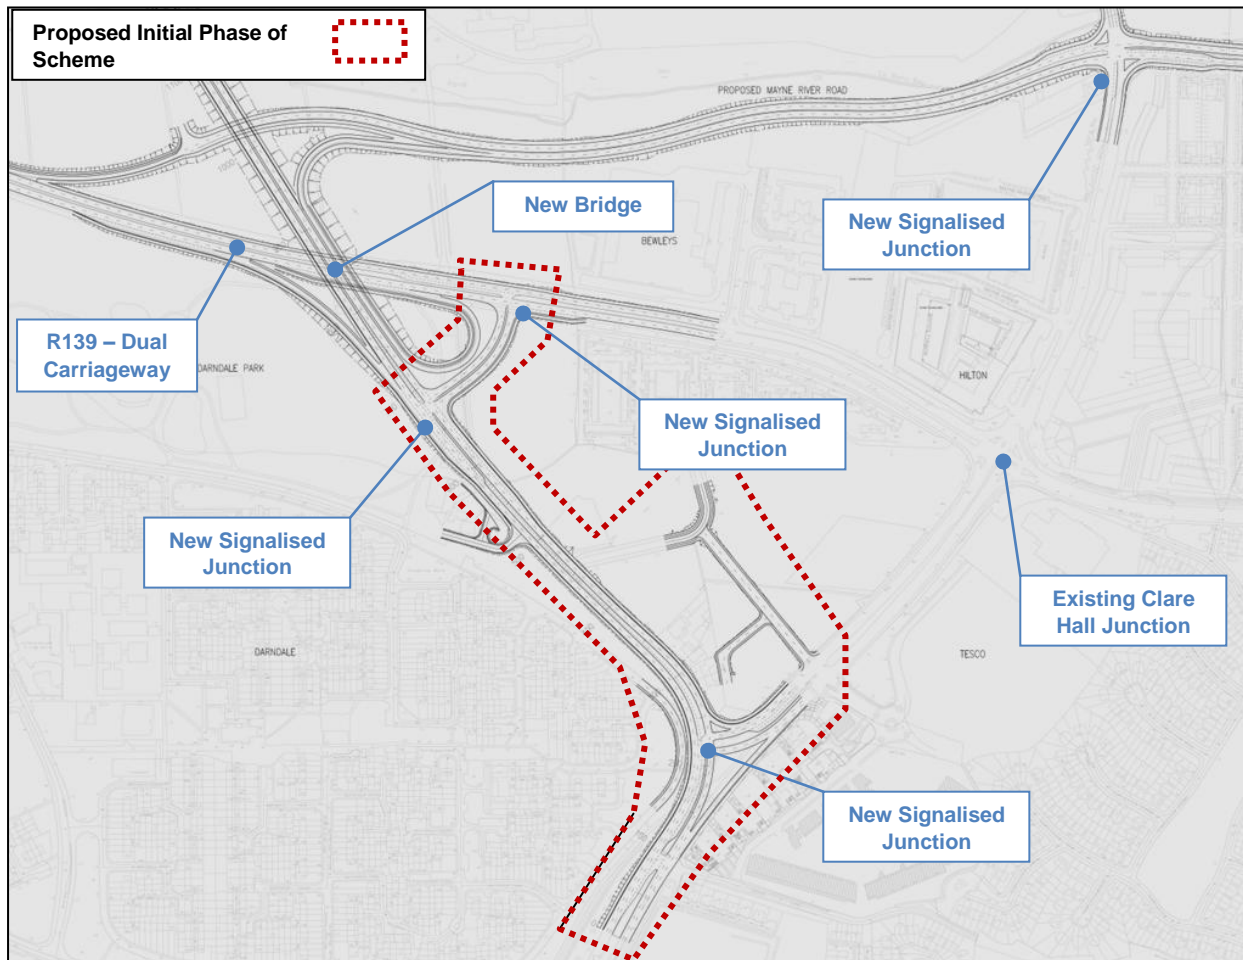 Proposed Initial Phase of
Scheme
PROPOSED MAYNE RIVER ROAD
New Bridge
BEWLEYS
New Signalised
Junction
R139 – Dual
Carriageway
DARNDALE PARK
HILTON
New Signalised
Junction
New Signalised
Junction
Existing Clare
Hall Junction
DARNDALE
TESCO
New Signalised
Junction